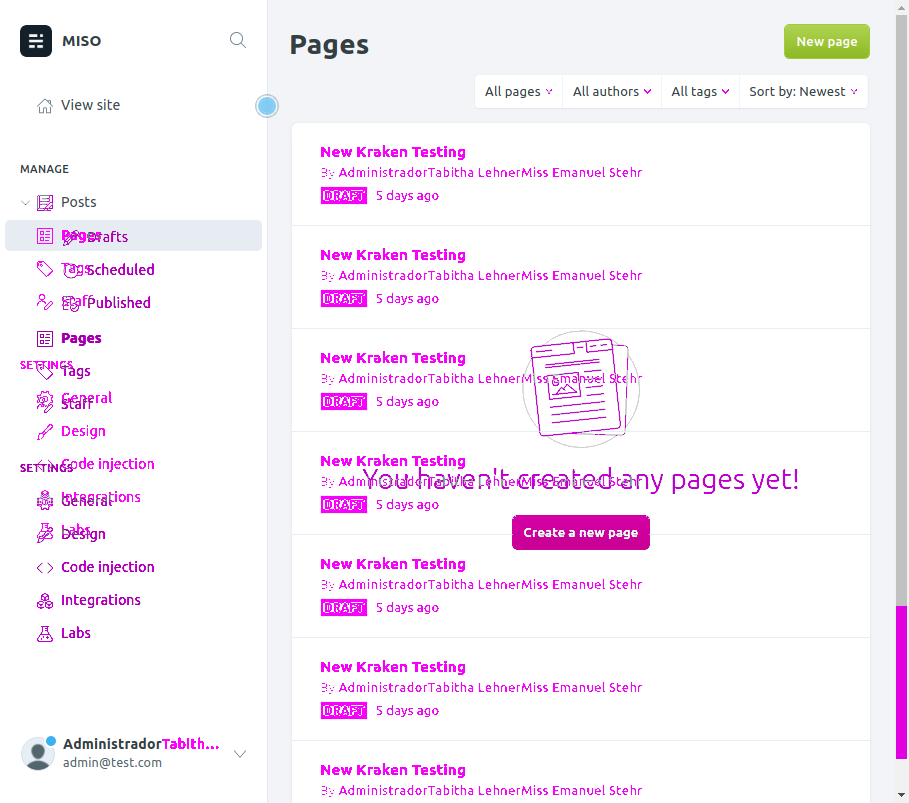 MISO
View site
MANAGE
Posts
Pages
Drafts
Tags
Scheduled
Staff
Published
Pages
SETTINGS
Tags
General
Staff
Design
Code injection
SETTINGS
Integrations
General
Labs
Design
Code injection
Integrations
Labs
AdministradorTabith...
admin@test.com
Pages
New page
All pages
All authors
All tags
Sort by: Newest
New Kraken Testing
By AdministradorTabitha LehnerMiss Emanuel Stehr
DRAFT 5 days ago
New Kraken Testing
By AdministradorTabitha LehnerMiss Emanuel Stehr
DRAFT 5 days ago
New Kraken Testing
By AdministradorTabitha LehnerMiss Emanuel Stehr
DRAFT 5 days ago
New Kraken Testing
You haven't created any pages yet!
By AdministradorTabitha LehnerMiss Emanuel Stehr
DRAFT 5 days ago
Create a new page
New Kraken Testing
By AdministradorTabitha LehnerMiss Emanuel Stehr
DRAFT 5 days ago
New Kraken Testing
By AdministradorTabitha LehnerMiss Emanuel Stehr
DRAFT 5 days ago
New Kraken Testing
By AdministradorTabitha LehnerMiss Emanuel Stehr